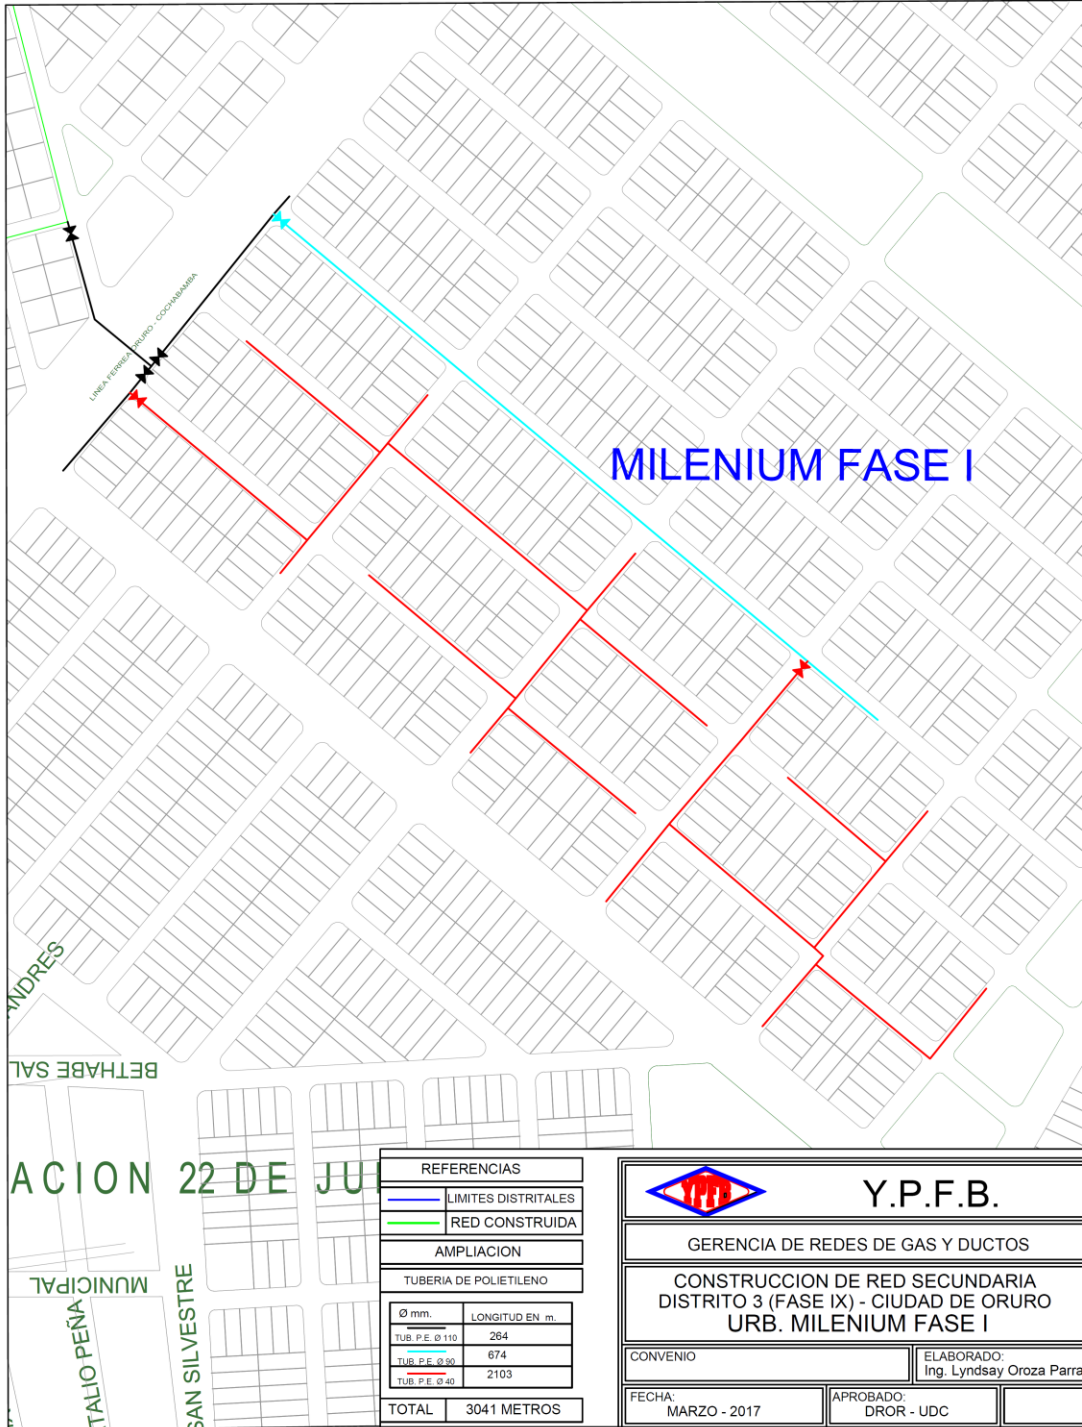 LINEA FERREA ORURO - COCHABAMBA
MILENIUM FASE I
ANDRES
BETHABE SAL
ACION 22 DE JU
MUNICIPAL
TALIO PEÑA
SAN SILVESTRE
REFERENCIAS
LIMITES DISTRITALES
RED CONSTRUIDA
AMPLIACION
TUBERIA DE POLIETILENO
Ø mm. LONGITUD EN m.
TUB. P.E. Ø 110 264
TUB. P.E. Ø 90 674
TUB. P.E. Ø 40 2103
TOTAL 3041 METROS
YPFB
Y.P.F.B.
GERENCIA DE REDES DE GAS Y DUCTOS
CONSTRUCCION DE RED SECUNDARIA
DISTRITO 3 (FASE IX) - CIUDAD DE ORURO
URB. MILENIUM FASE I
CONVENIO
ELABORADO:
Ing. Lyndsay Oroza Parra
FECHA:
MARZO - 2017
APROBADO:
DROR - UDC